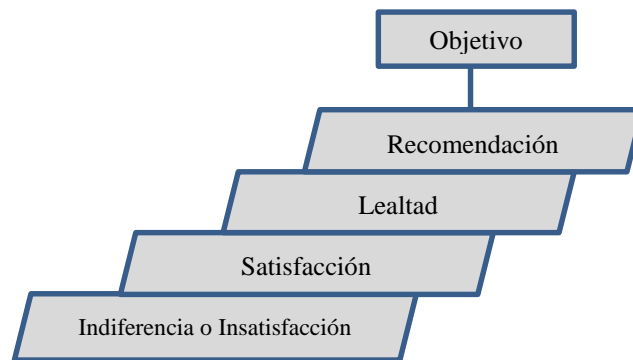 Objetivo
Recomendación
Lealtad
Satisfacción
Indiferencia o Insatisfacción